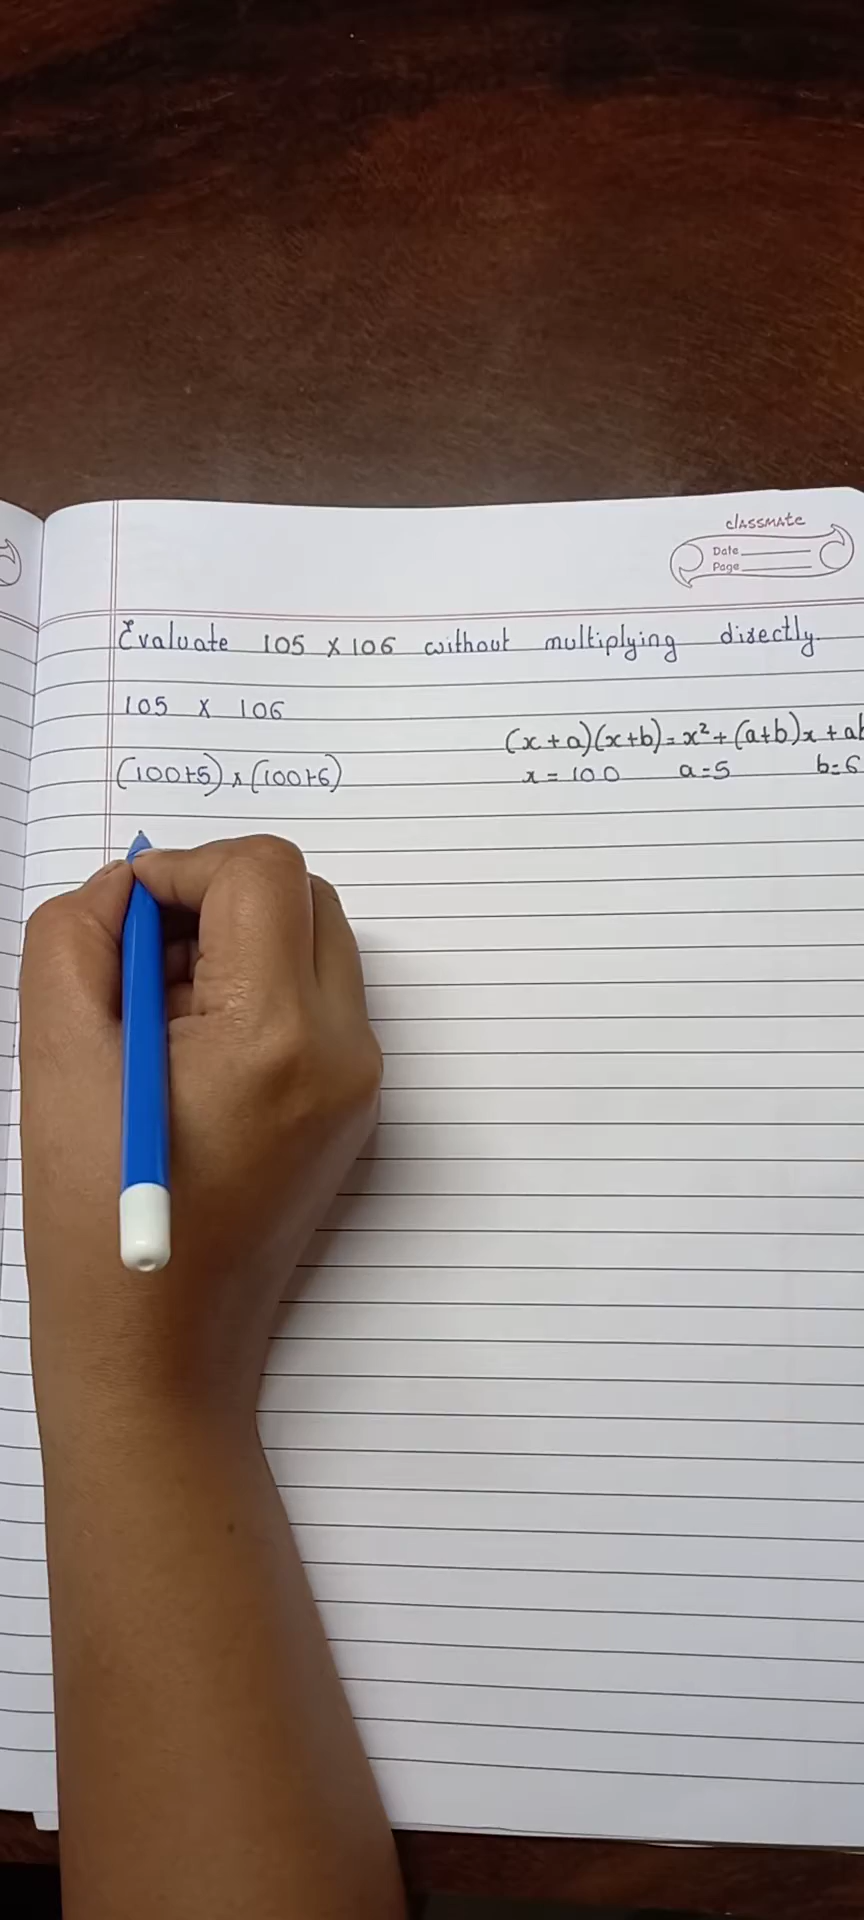 classmate
Date
Page
Evaluate 105 x 106 without multiplying directly.
105 x 106
(x+a)(x+b)=x²+(a+b)x+ab
(100+5)x(100+6)
x = 100 a=5 b=6